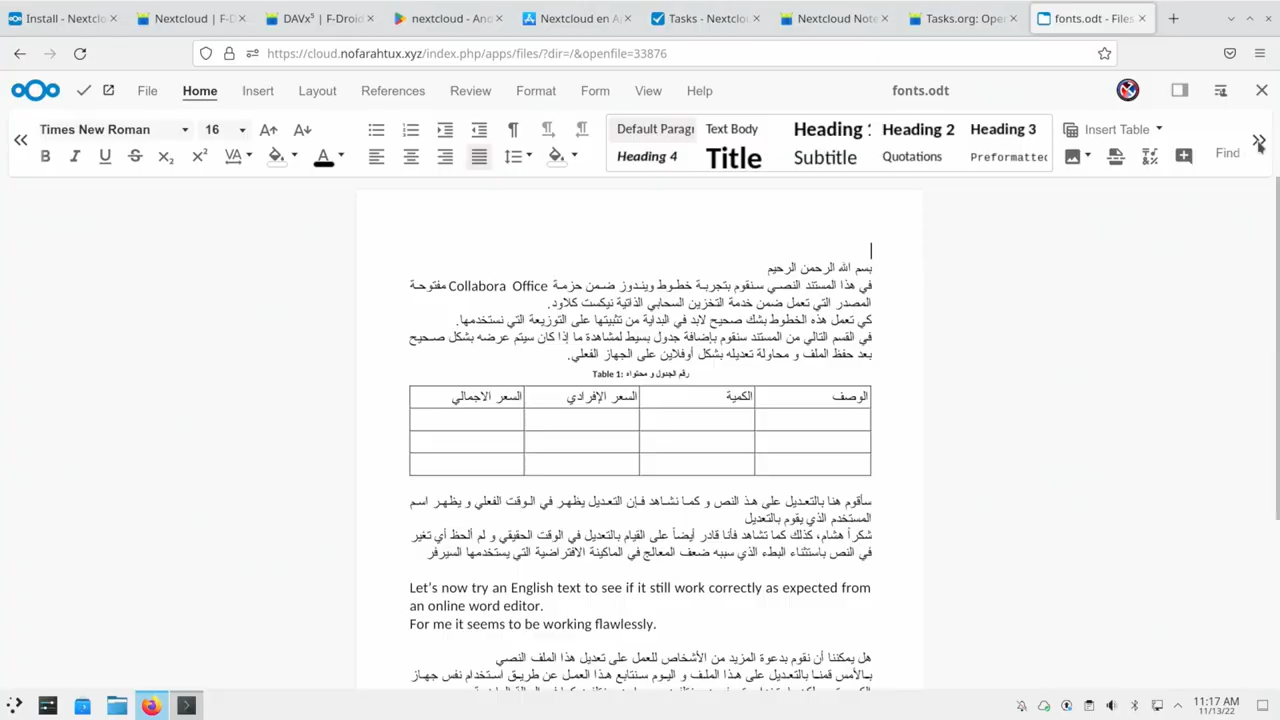 Install - Nextclo
Nextcloud | F-D
DAVx⁵ | F-Droid
nextcloud - And
Nextcloud en Ap
Tasks - Nextclo
Nextcloud Note
Tasks.org: Open
fonts.odt - Files
https://cloud.nofarahtux.xyz/index.php/apps/files/?dir=/&openfile=33876
File Home Insert Layout References Review Format Form View Help
fonts.odt
Times New Roman 16
Default Paragi Text Body Heading Heading 2 Heading 3
Insert Table
Heading 4 Title Subtitle Quotations Preformatted
Find
بسم الله الرحمن الرحيم
في هذا المستند النصي سنقوم بتجربة خطوط ويندوز ضمن حزمة Collabora Office مفتوحة
المصدر التي تعمل ضمن خدمة التخزين السحابي الذاتية نيكست كلاود.
كي تعمل هذه الخطوط بشك صحيح لابد في البداية من تثبيتها على التوزيعة التي نستخدمها.
في القسم التالي من المستند سنقوم بإضافة جدول بسيط لمشاهدة ما إذا كان سيتم عرضه بشكل صحيح
بعد حفظ الملف و محاولة تعديله بشكل أوفلاين على الجهاز الفعلي.
Table 1: رقم الجدول و محتواه
الوصف الكمية السعر الإفرادي السعر الاجمالي
سأقوم هنا بالتعديل على هذ النص و كما نشاهد فإن التعديل يظهر في الوقت الفعلي و يظهر اسم
المستخدم الذي يقوم بالتعديل
شكراً هشام، كذلك كما تشاهد فأنا قادر أيضاً على القيام بالتعديل في الوقت الحقيقي و لم ألحظ أي تغير
في النص باستثناء البطء الذي سببه ضعف المعالج في الماكينة الافتراضية التي يستخدمها السيرفر
Let's now try an English text to see if it still work correctly as expected from
an online word editor.
For me it seems to be working flawlessly.
هل يمكننا أن نقوم بدعوة المزيد من الأشخاص للعمل على تعديل هذا الملف النصي
بالأمس قمنا بالتعديل على هذا الملف و اليوم سنتابع هذا العمل عن طريق استخدام نفس جهاز
11:17 AM
11/13/22